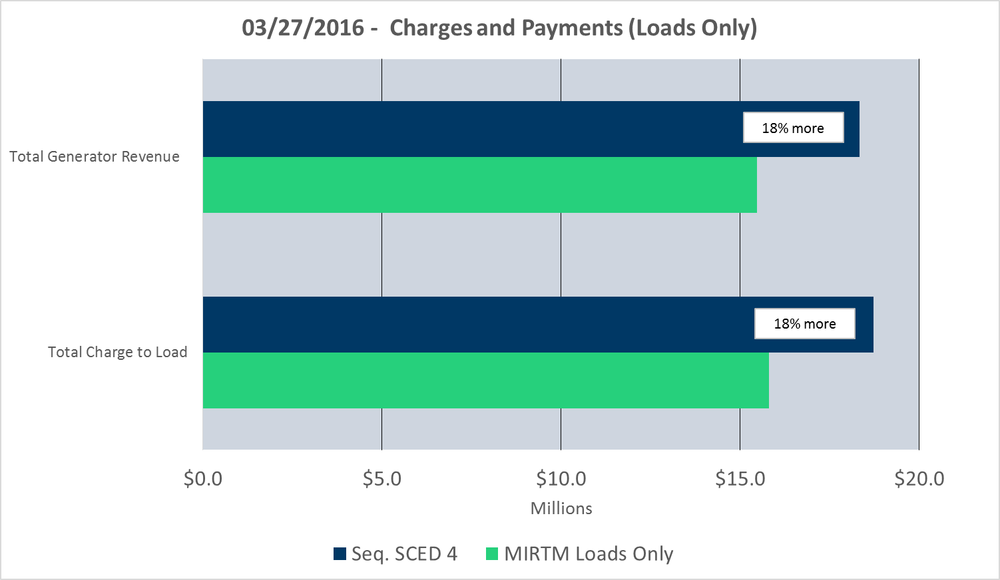 03/27/2016 -  Charges and Payments (Loads Only)
18% more
Total Generator Revenue
18% more
Total Charge to Load
$0.0 $5.0 $10.0 $15.0 $20.0
Millions
Seq. SCED 4 MIRTM Loads Only